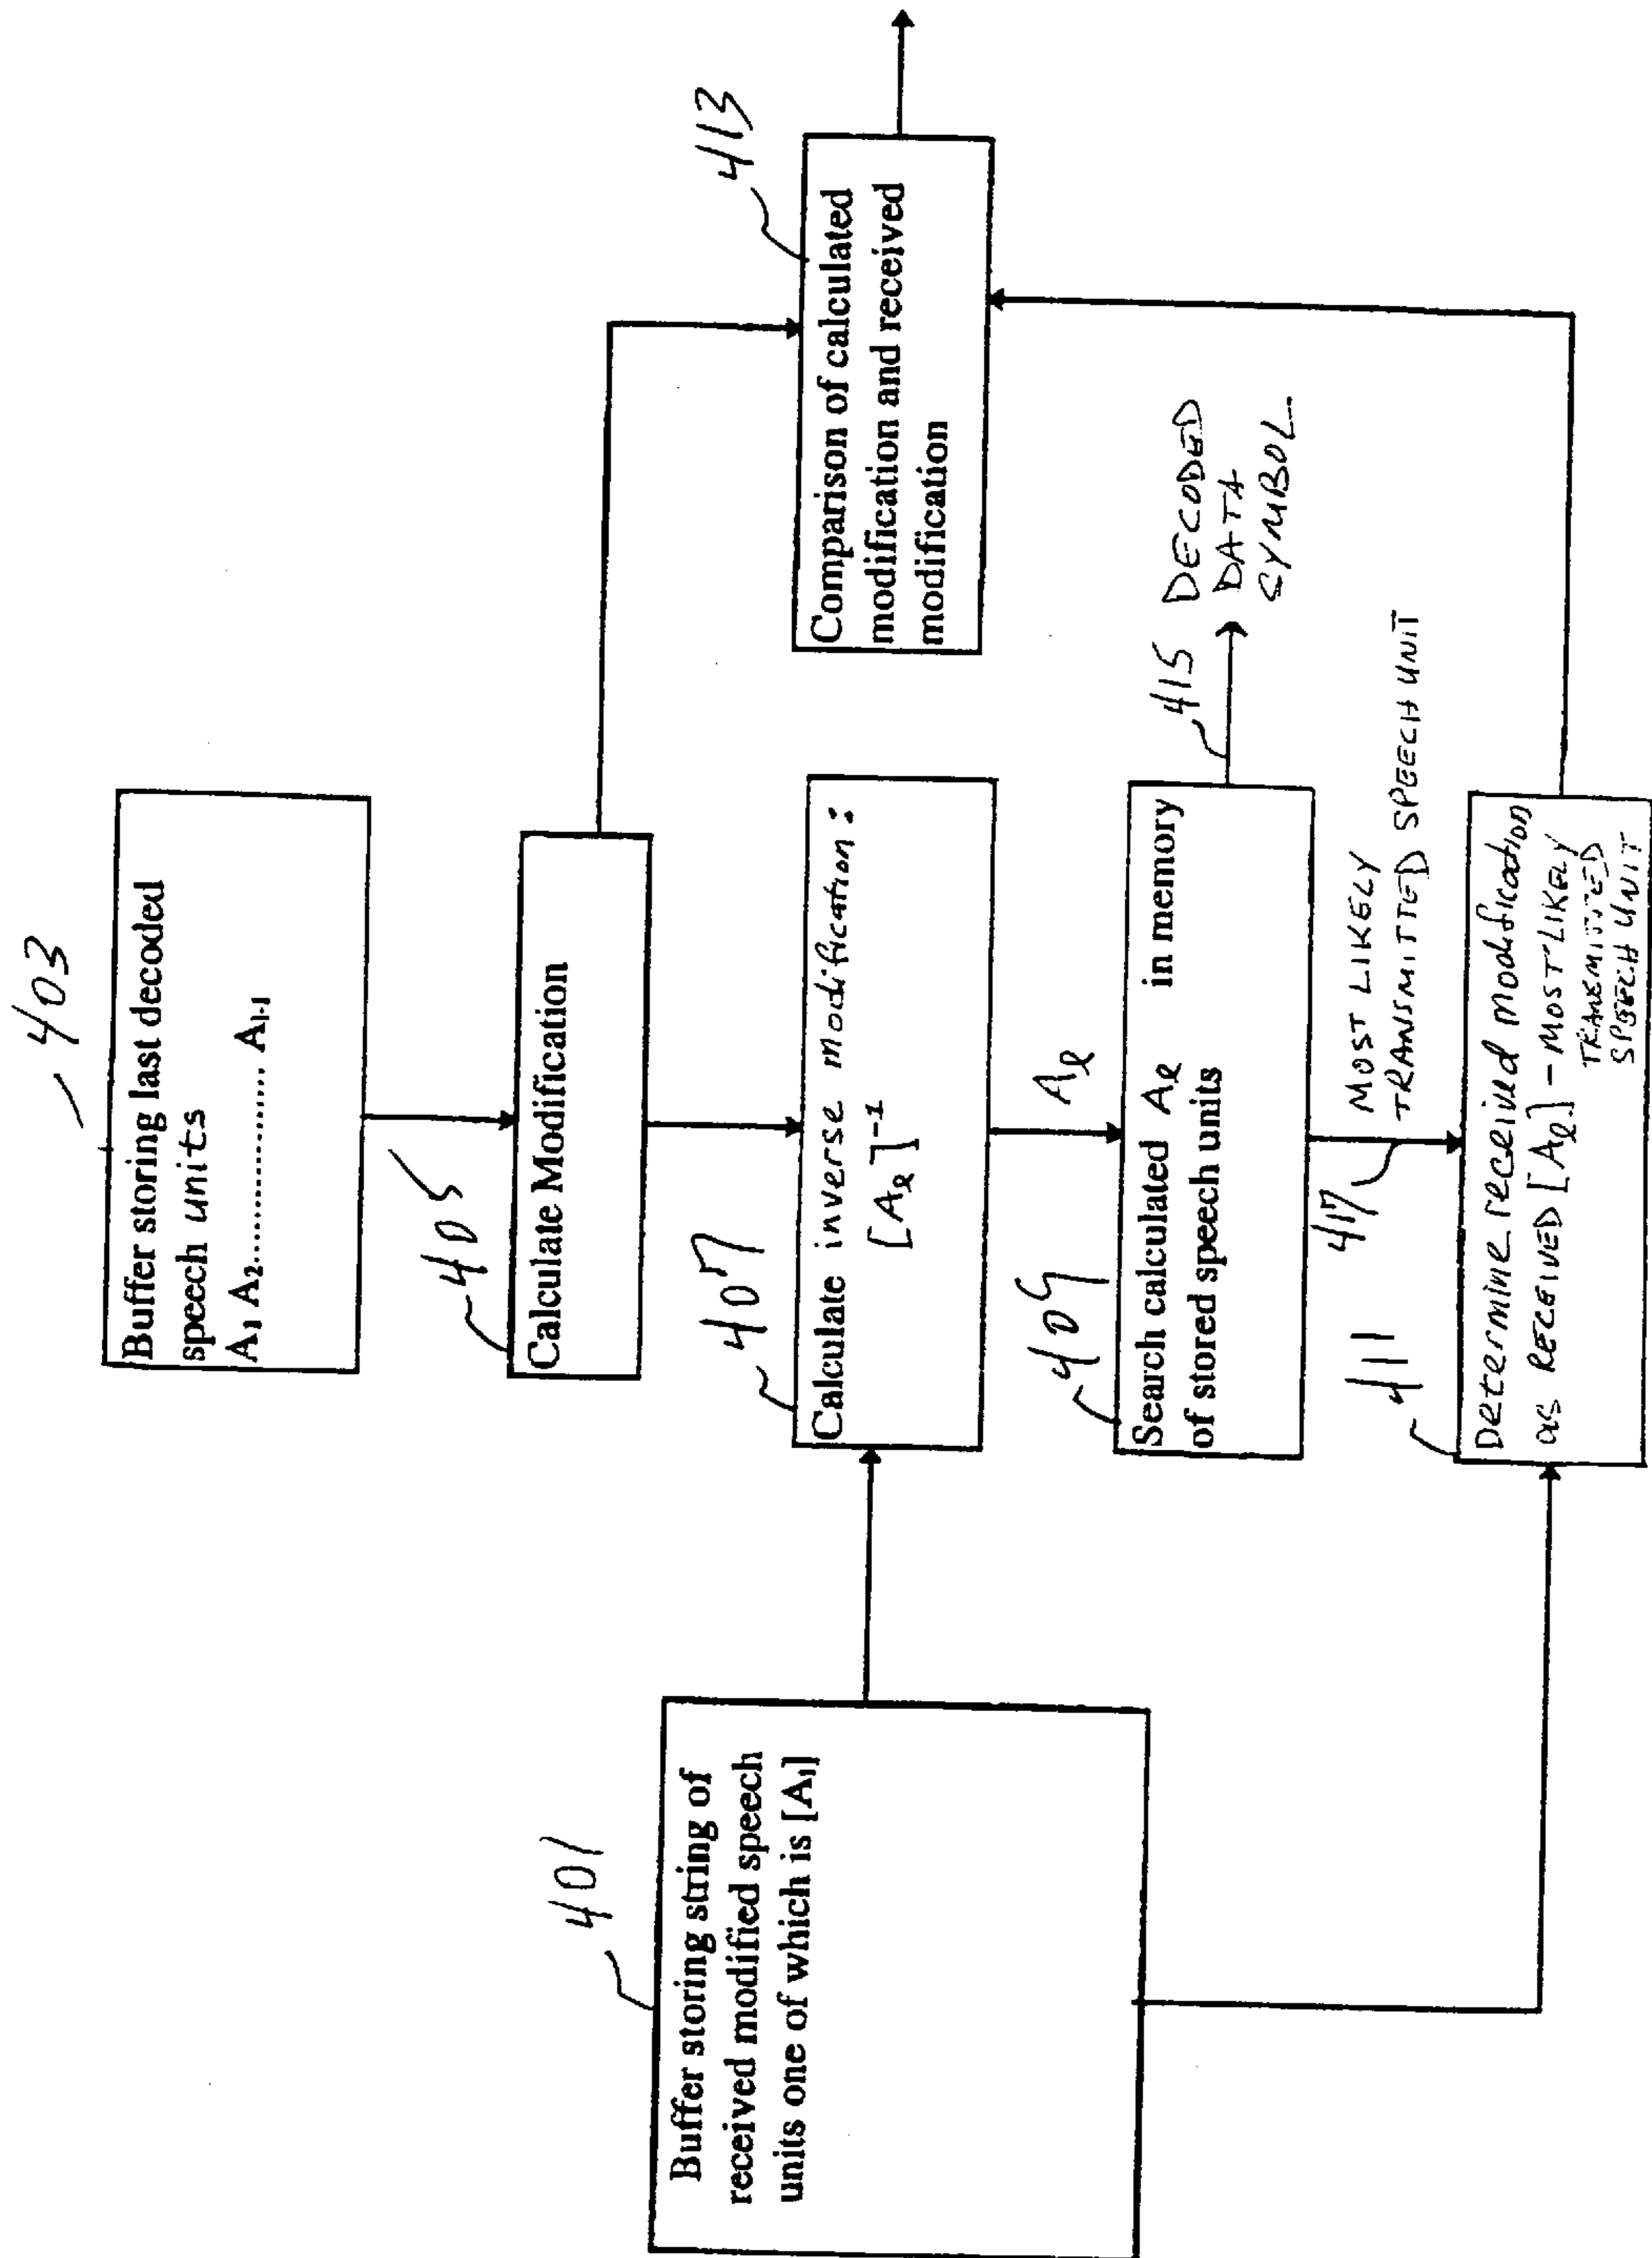 403
Buffer storing last decoded
speech units
A1 A2............... Al-1
405
Calculate Modification
401
Buffer storing string of
received modified speech
units one of which is [Al]
407
Calculate inverse modification:
[Aℓ]-1
413
Comparison of calculated
modification and received
modification
Aℓ
409
Search calculated Aℓ in memory
of stored speech units
415
DECODED
DATA
SYMBOL
417
MOST LIKELY
TRANSMITTED SPEECH UNIT
411
Determine received modification
as RECEIVED [Aℓ] - MOST LIKELY
TRANSMITTED
SPEECH UNIT